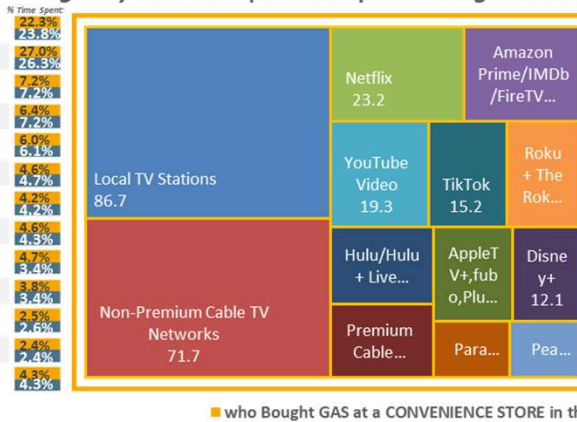 % Time Spent:
22.3%
23.8%
27.0%
26.3%
7.2%
7.2%
6.4%
7.2%
6.0%
6.1%
4.6%
4.7%
4.2%
4.2%
4.6%
4.3%
4.7%
3.4%
3.8%
3.4%
2.5%
2.6%
2.4%
2.4%
4.3%
4.3%
Local TV Stations
86.7
Non-Premium Cable TV
Networks
71.7
Netflix
23.2
Amazon
Prime/IMDb
/FireTV...
YouTube
Video
19.3
TikTok
15.2
Roku
+ The
Rok...
Hulu/Hulu
+ Live...
AppleT
V+,fub
o,Plu...
Disne
y+
12.1
Premium
Cable...
Para...
Pea...
who Bought GAS at a CONVENIENCE STORE in th